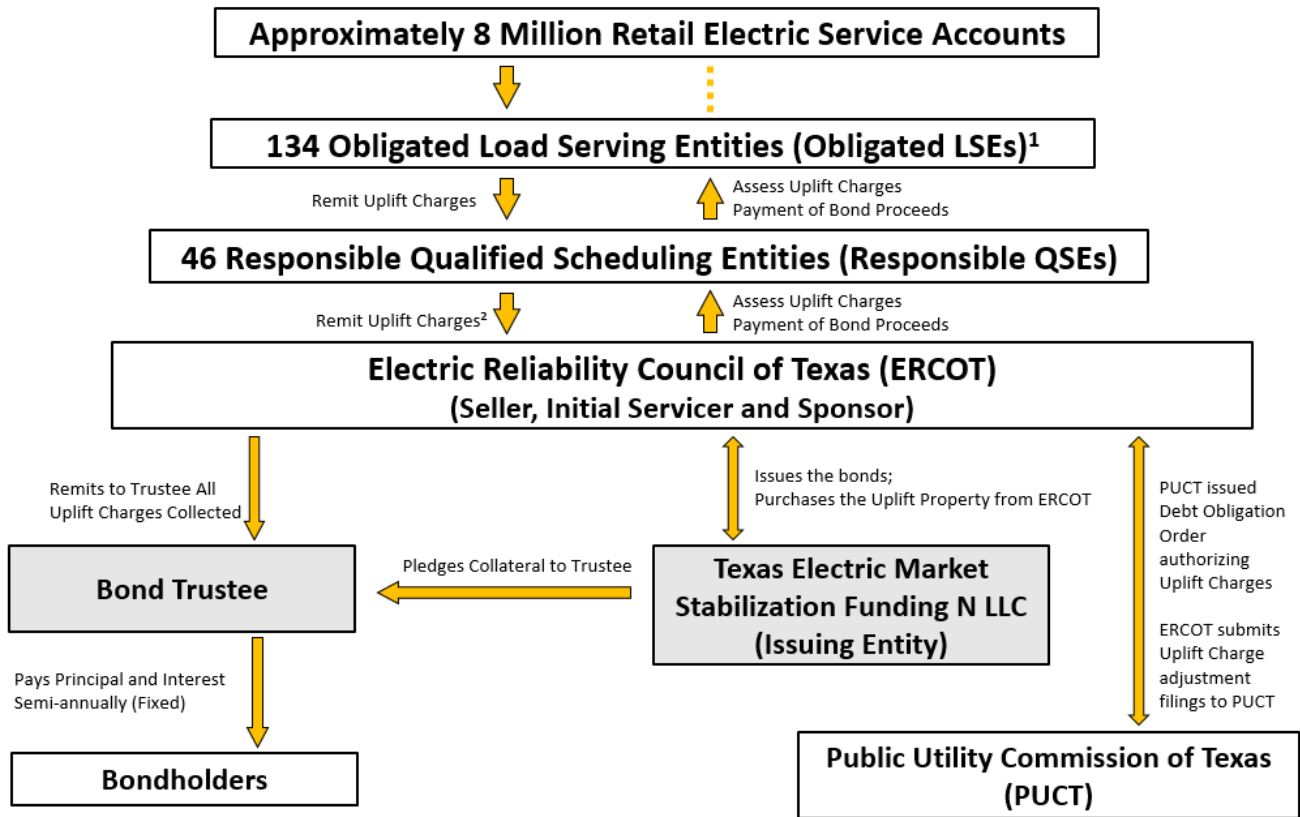 Approximately 8 Million Retail Electric Service Accounts
134 Obligated Load Serving Entities (Obligated LSEs)¹
Remit Uplift Charges
Assess Uplift Charges
Payment of Bond Proceeds
46 Responsible Qualified Scheduling Entities (Responsible QSEs)
Remit Uplift Charges²
Assess Uplift Charges
Payment of Bond Proceeds
Electric Reliability Council of Texas (ERCOT)
(Seller, Initial Servicer and Sponsor)
Remits to Trustee All
Uplift Charges Collected
Issues the bonds;
Purchases the Uplift Property from ERCOT
PUCT issued
Debt Obligation
Order
authorizing
Uplift Charges
ERCOT submits
Uplift Charge
adjustment
filings to PUCT
Bond Trustee
Pledges Collateral to Trustee
Texas Electric Market
Stabilization Funding N LLC
(Issuing Entity)
Pays Principal and Interest
Semi-annually (Fixed)
Bondholders
Public Utility Commission of Texas
(PUCT)